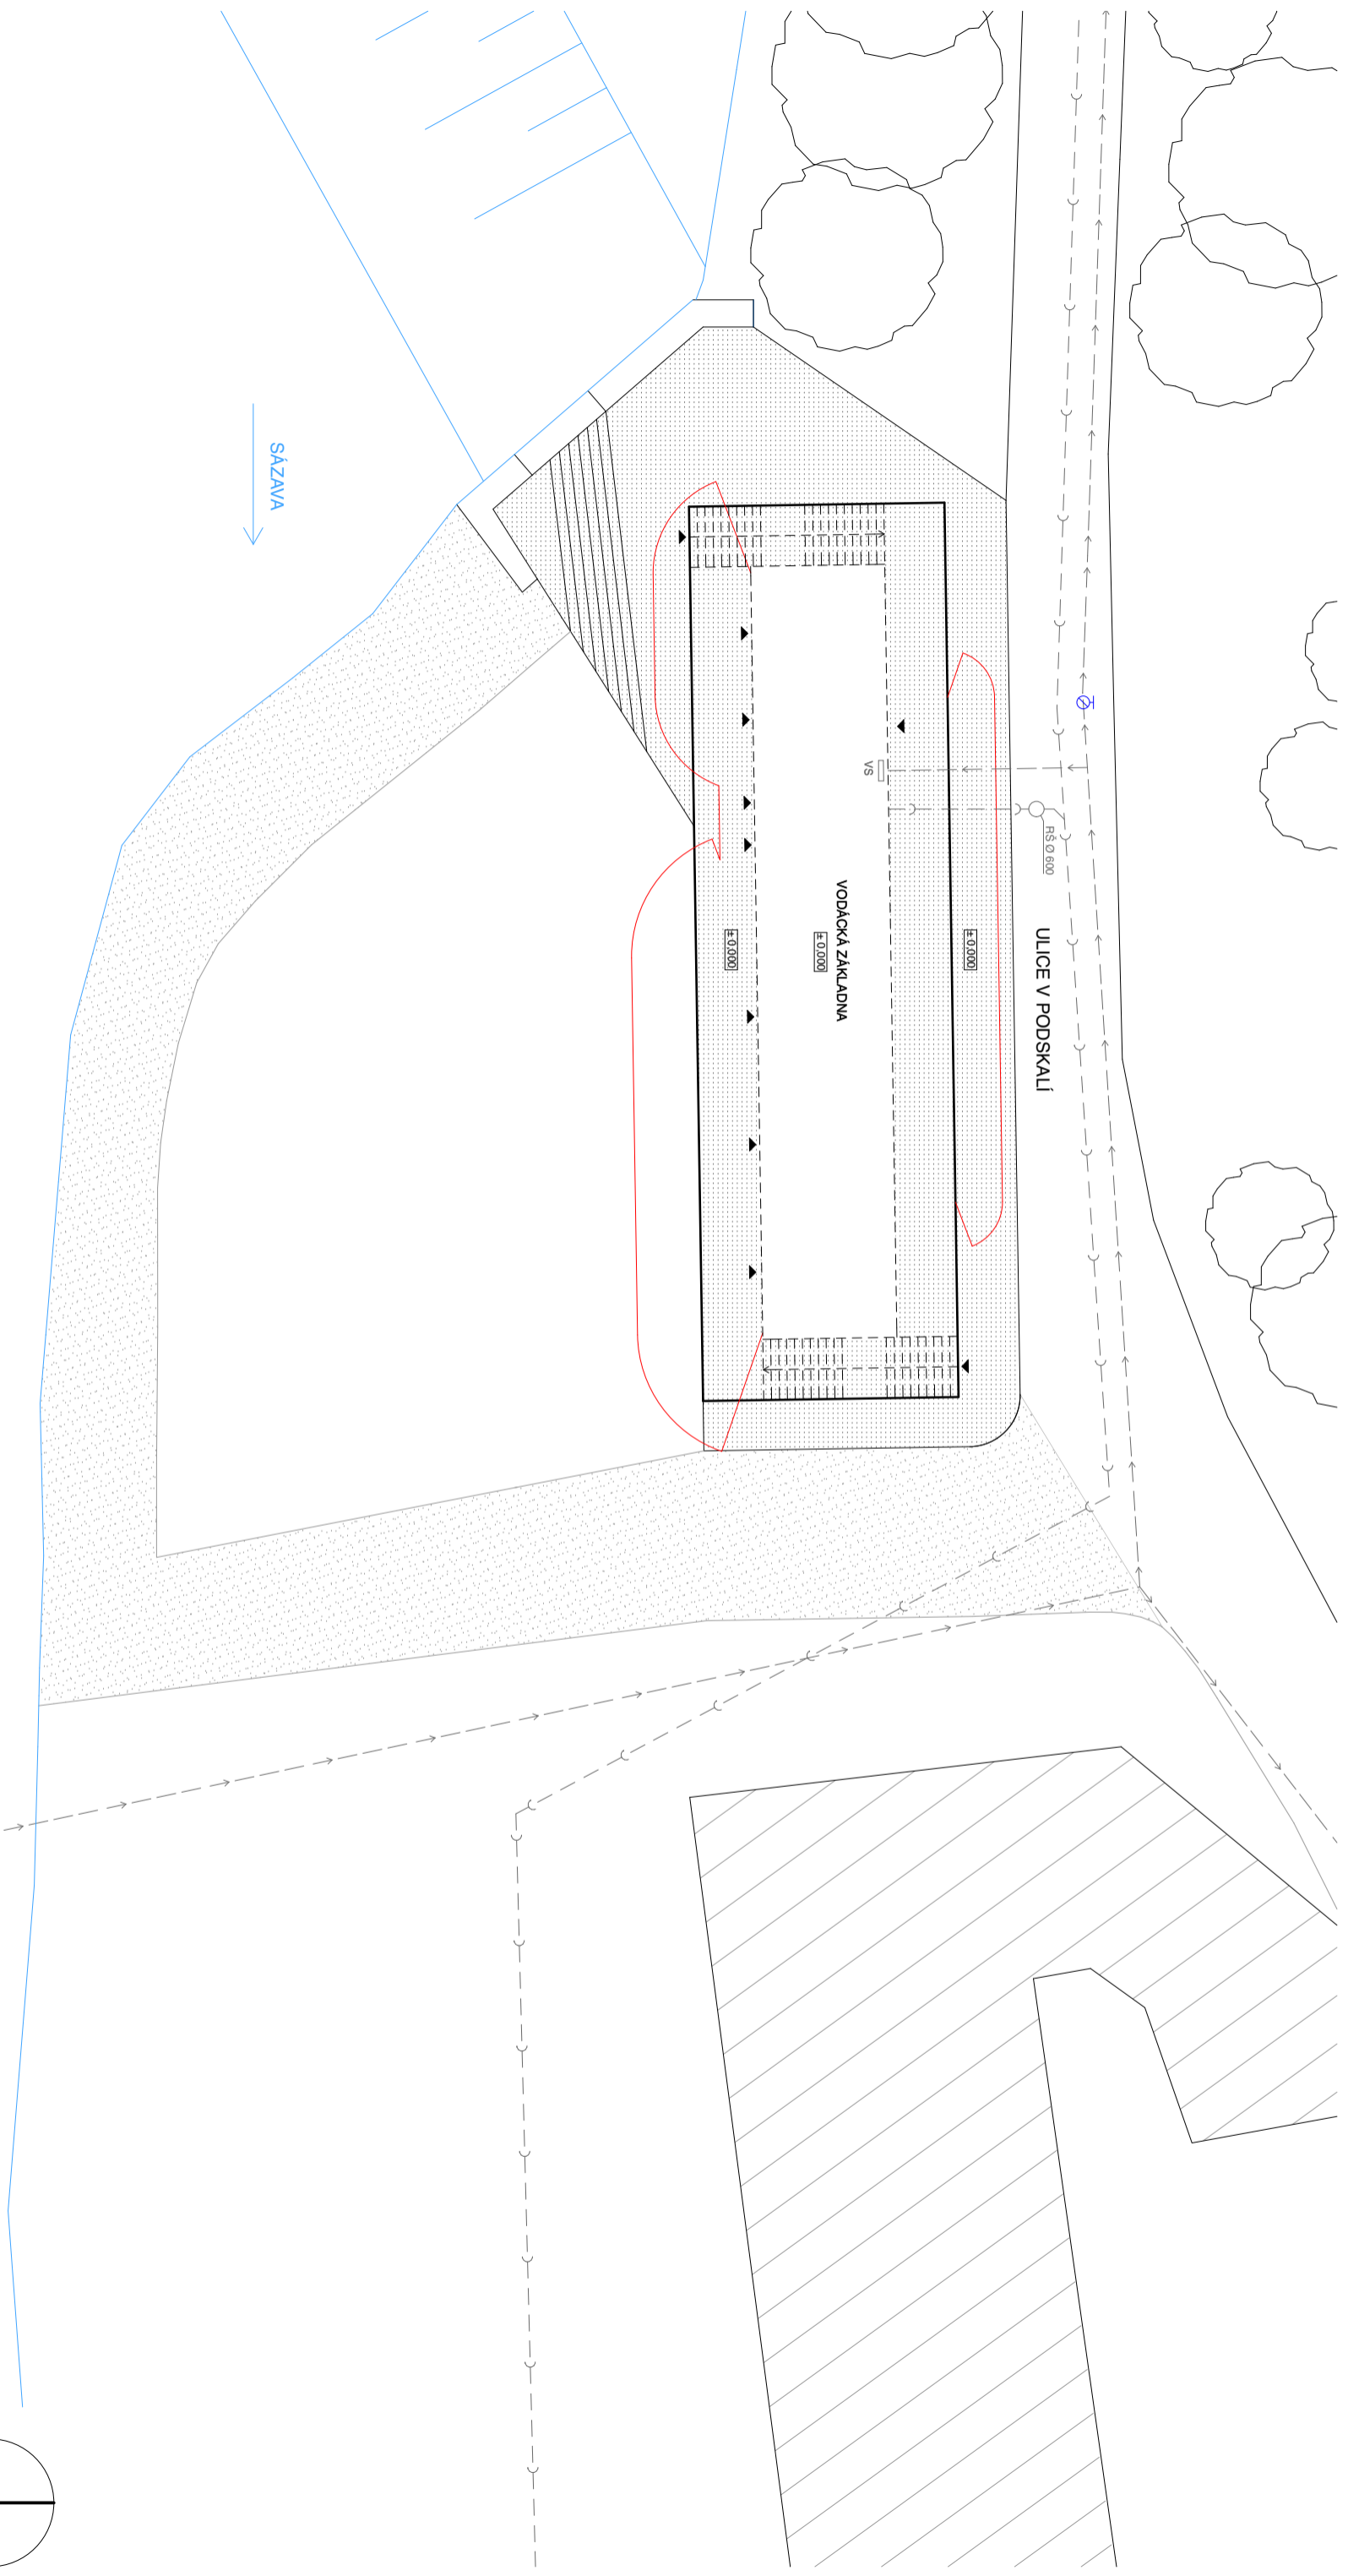 SÁZAVA
VS
RŠ Ø 600
ULICE V PODSKALÍ
VODÁCKÁ ZÁKLADNA
± 0,000
± 0,000
± 0,000